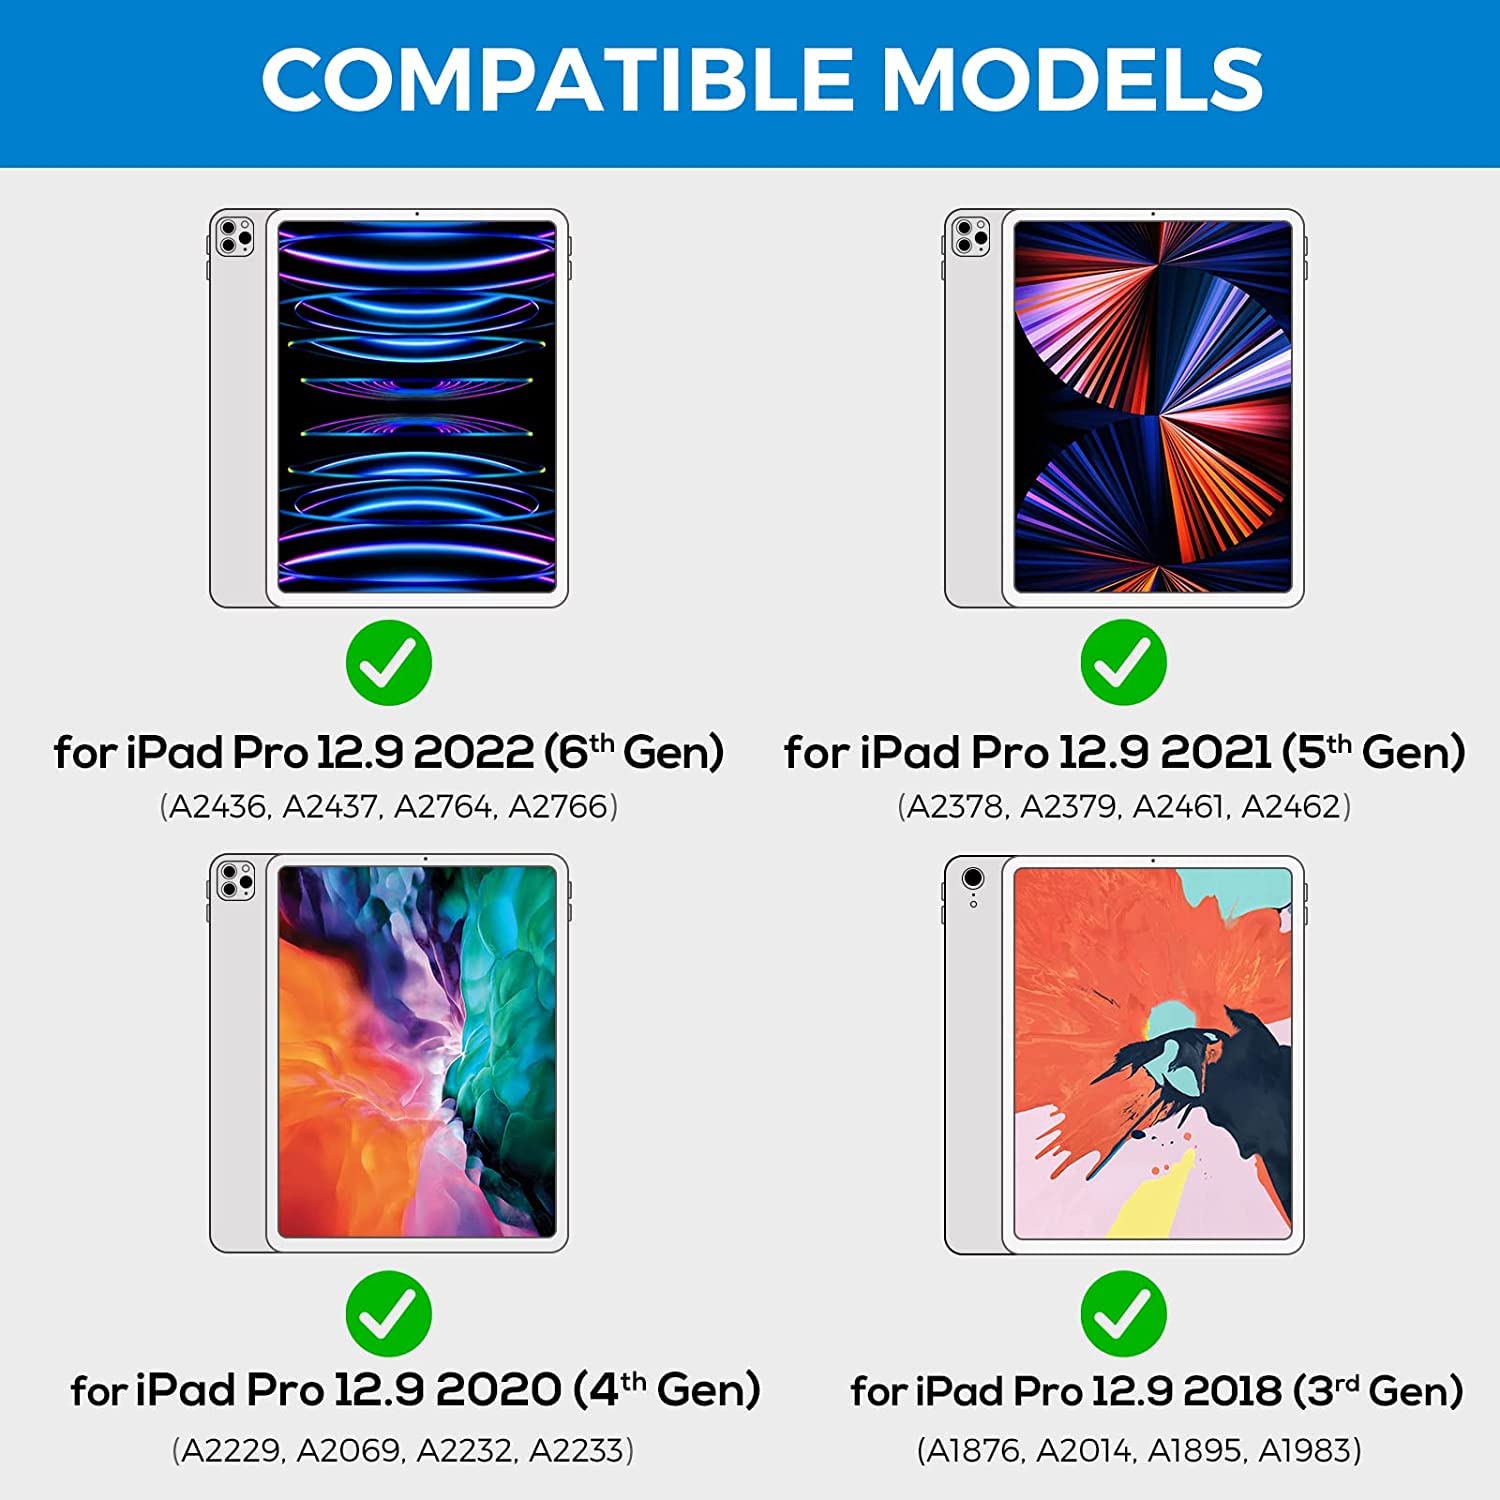 COMPATIBLE MODELS
for iPad Pro 12.9 2022 (6th Gen)
(A2436, A2437, A2764, A2766)
for iPad Pro 12.9 2021 (5th Gen)
(A2378, A2379, A2461, A2462)
for iPad Pro 12.9 2020 (4th Gen)
(A2229, A2069, A2232, A2233)
for iPad Pro 12.9 2018 (3rd Gen)
(A1876, A2014, A1895, A1983)